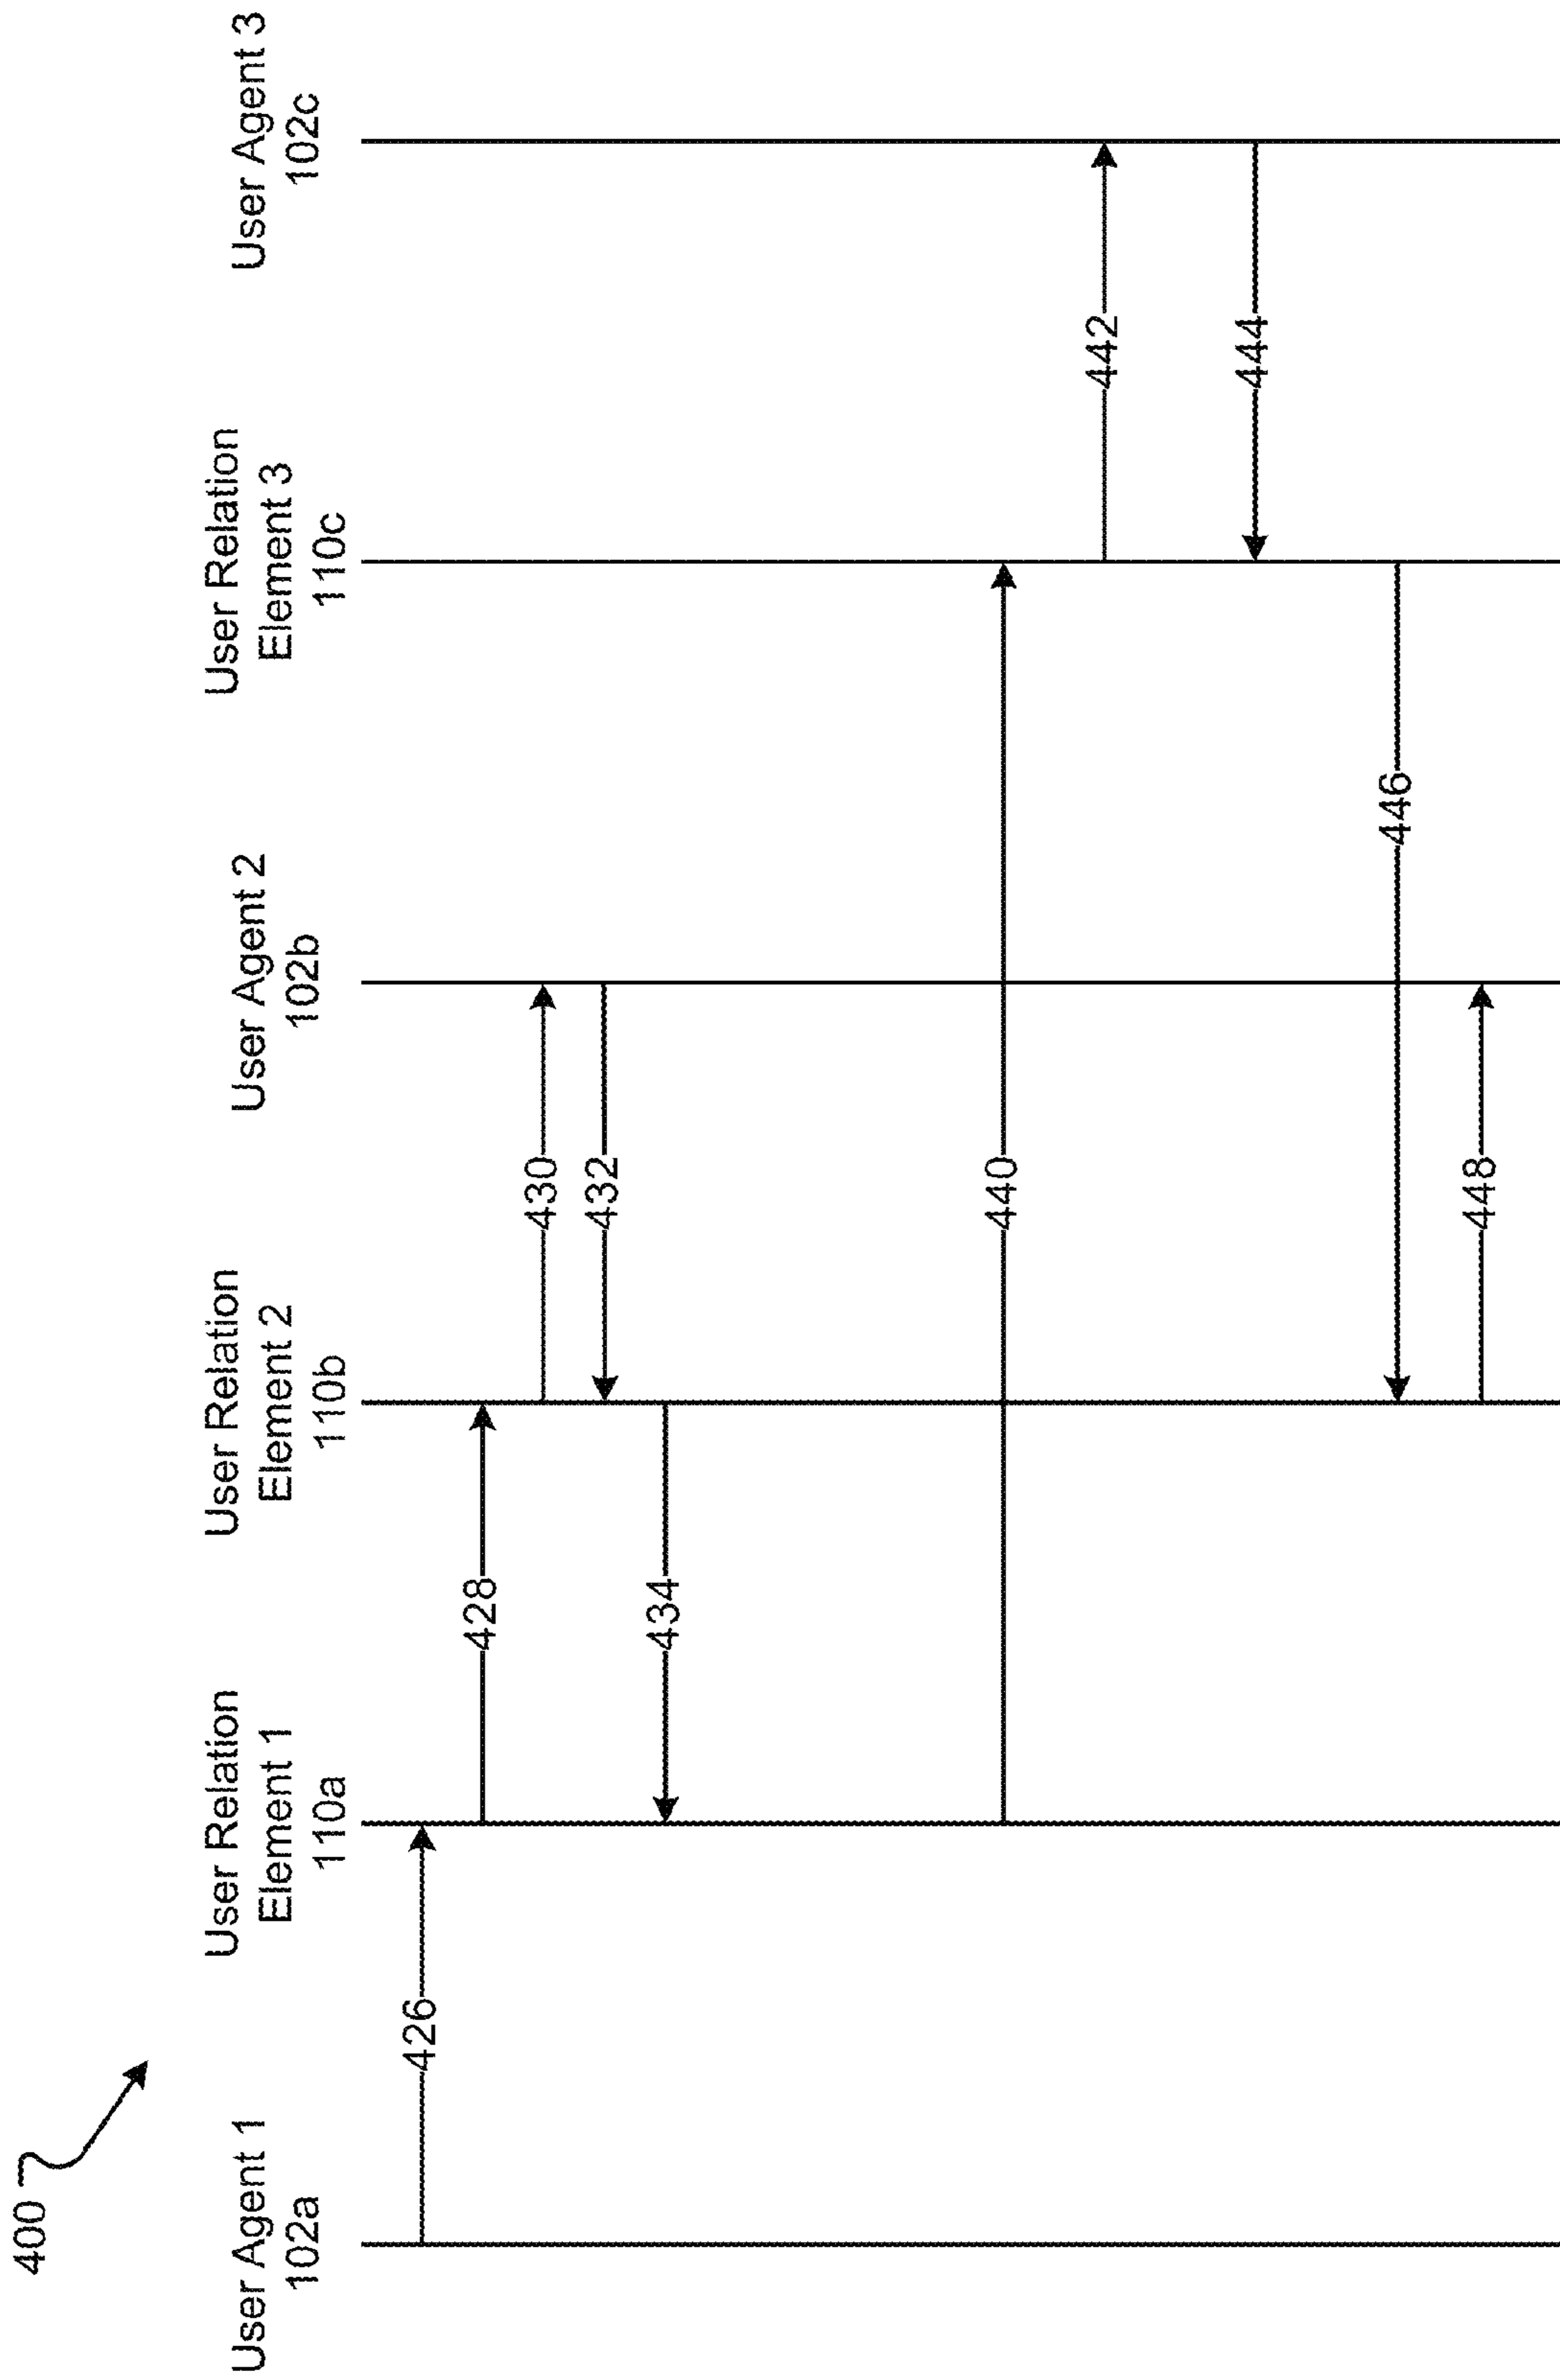 400
User Agent 1
102a
User Relation
Element 1
110a
User Relation
Element 2
110b
User Agent 2
102b
User Relation
Element 3
110c
User Agent 3
102c
426
428
430
432
434
440
442
444
446
448